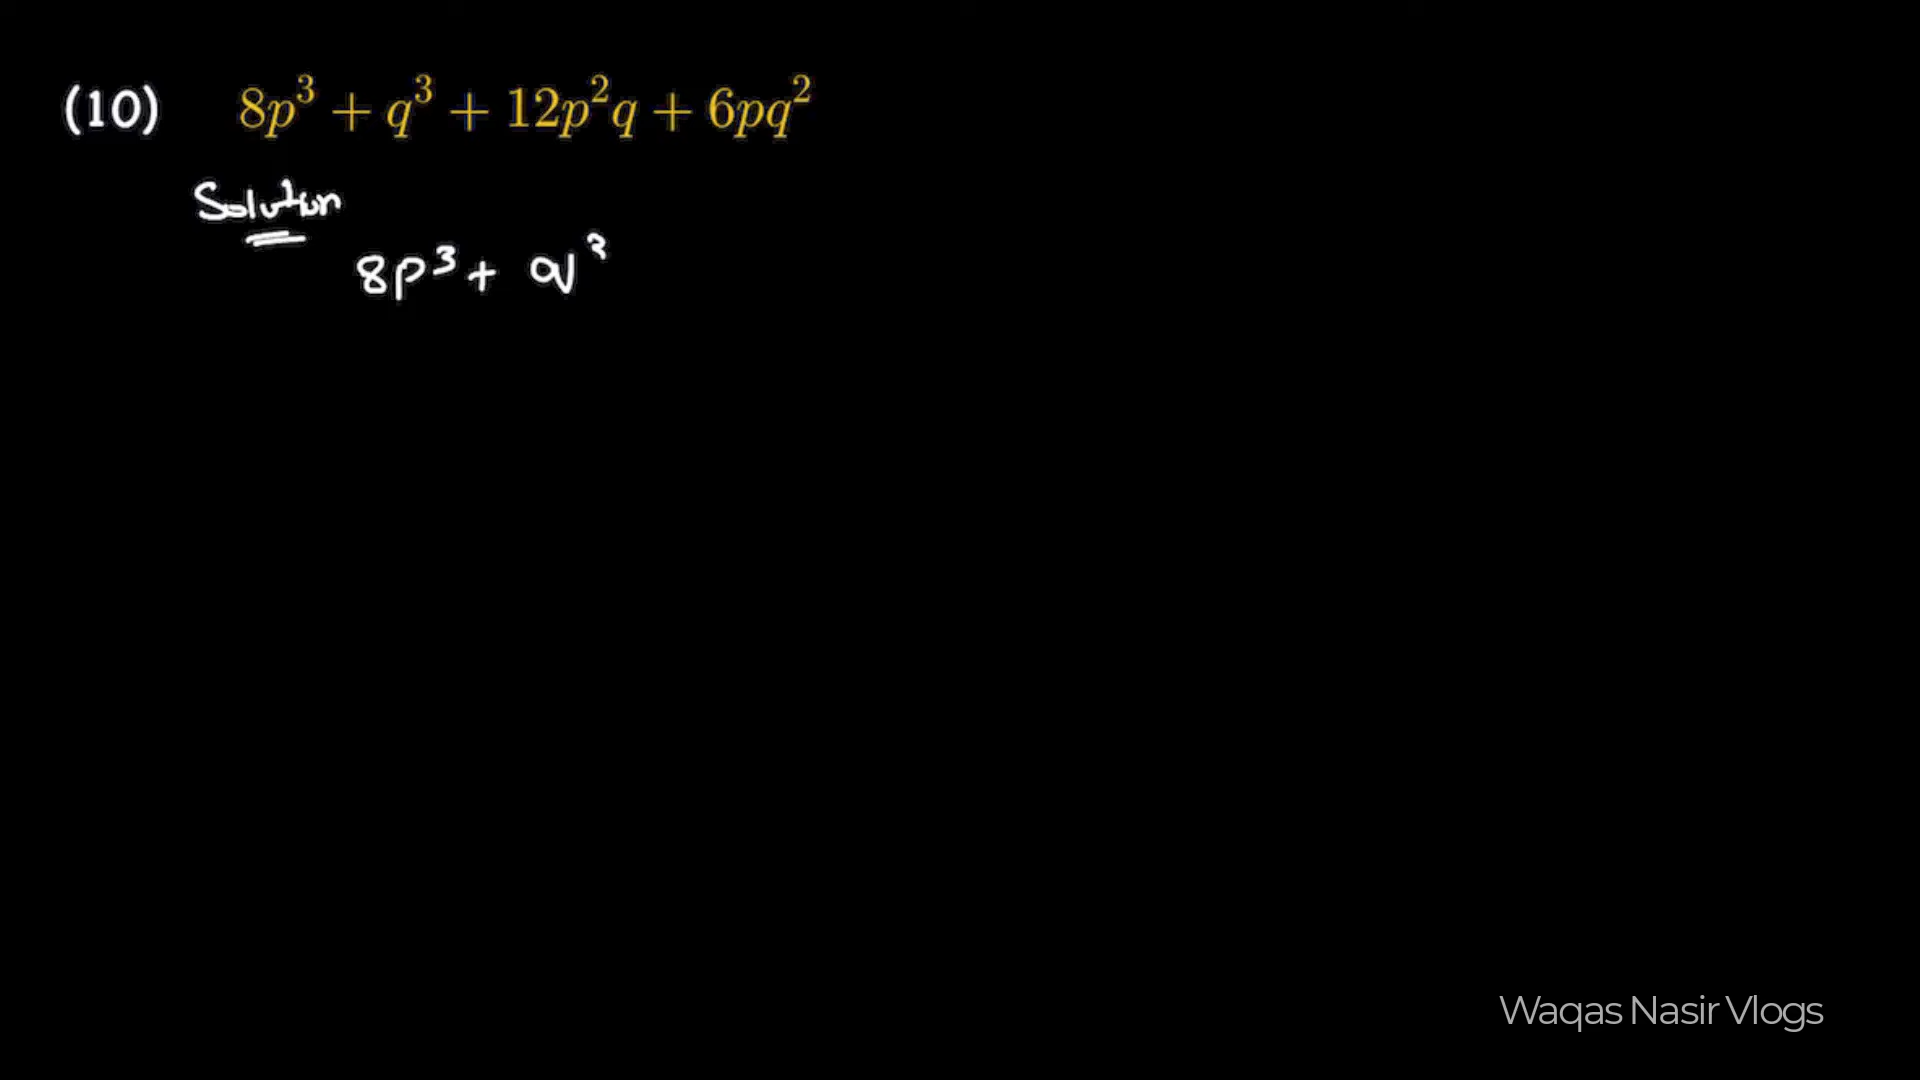 (10) 8p³ + q³ + 12p²q + 6pq²
Solution
8p³ + q³
Waqas Nasir Vlogs